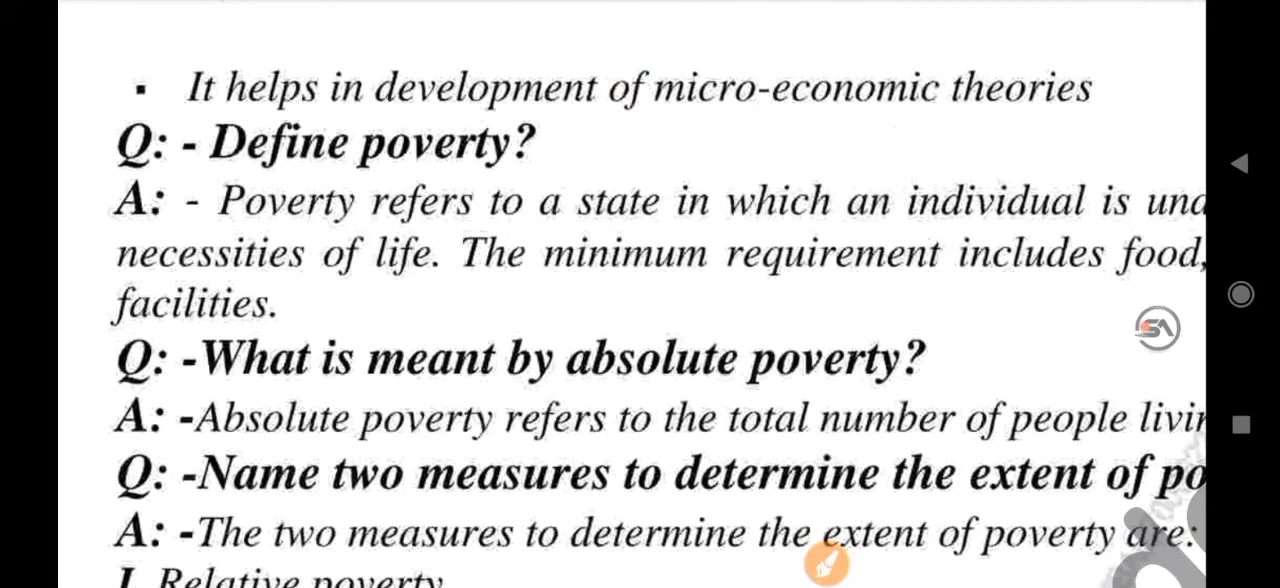 ▪ It helps in development of micro-economic theories
Q: - Define poverty?
A: - Poverty refers to a state in which an individual is
necessities of life. The minimum requirement includes food,
facilities.
Q: -What is meant by absolute poverty?
A: -Absolute poverty refers to the total number of people
Q: -Name two measures to determine the extent of
A: -The two measures to determine the extent of poverty are:
I. Relative poverty